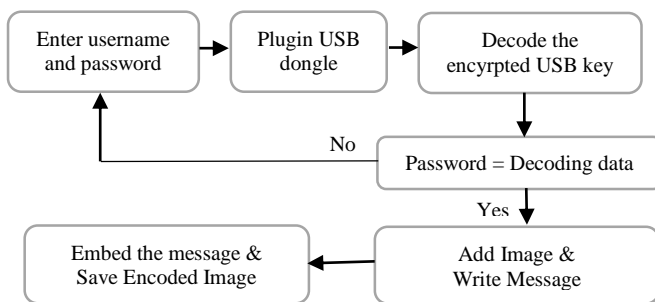 Enter username
and password
Plugin USB
dongle
Decode the
encyrpted USB key
No
Password = Decoding data
Yes
Embed the message &
Save Encoded Image
Add Image &
Write Message